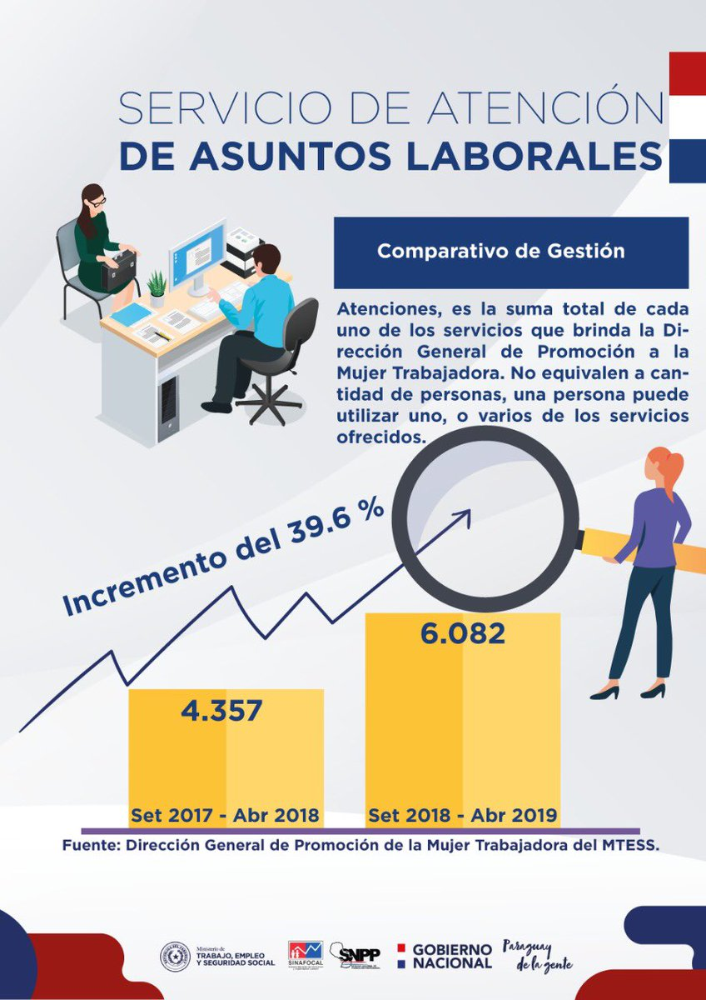 SERVICIO DE ATENCIÓN
DE ASUNTOS LABORALES
Comparativo de Gestión
Atenciones, es la suma total de cada
uno de los servicios que brinda la Di-
rección General de Promoción a la
Mujer Trabajadora. No equivalen a can-
tidad de personas, una persona puede
utilizar uno, o varios de los servicios
ofrecidos.
Incremento del 39.6 %
6.082
4.357
Set 2017 - Abr 2018
Set 2018 - Abr 2019
Fuente: Dirección General de Promoción de la Mujer Trabajadora del MTESS.
Ministerio de
TRABAJO, EMPLEO
Y SEGURIDAD SOCIAL
SINAFOCAL
SNPP
GOBIERNO
NACIONAL
Paraguay
de la gente